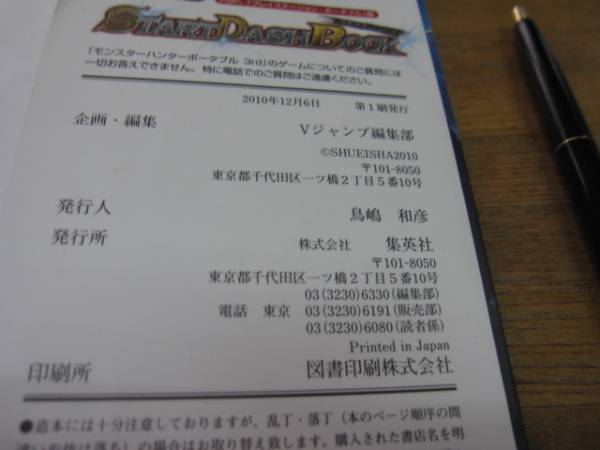 START DASH BOOK
「モンスターハンターポータブル 3rd」のゲームについてのご質問には
一切お答えできません。特に電話でのご質問はご遠慮ください。
2010年12月6日 第1刷発行
企画・編集 Vジャンプ編集部
©SHUEISHA2010
〒101-8050
東京都千代田区一ツ橋2丁目5番10号
発行人 鳥嶋 和彦
発行所 株式会社 集英社
〒101-8050
東京都千代田区一ツ橋2丁目5番10号
03(3230)6330(編集部)
電話 東京 03(3230)6191(販売部)
03(3230)6080(読者係)
Printed in Japan
印刷所 図書印刷株式会社
●造本には十分注意しておりますが、乱丁・落丁(本のページ順序の間
違いや抜け落ち)の場合はお取り替え致します。購入された書店名を明